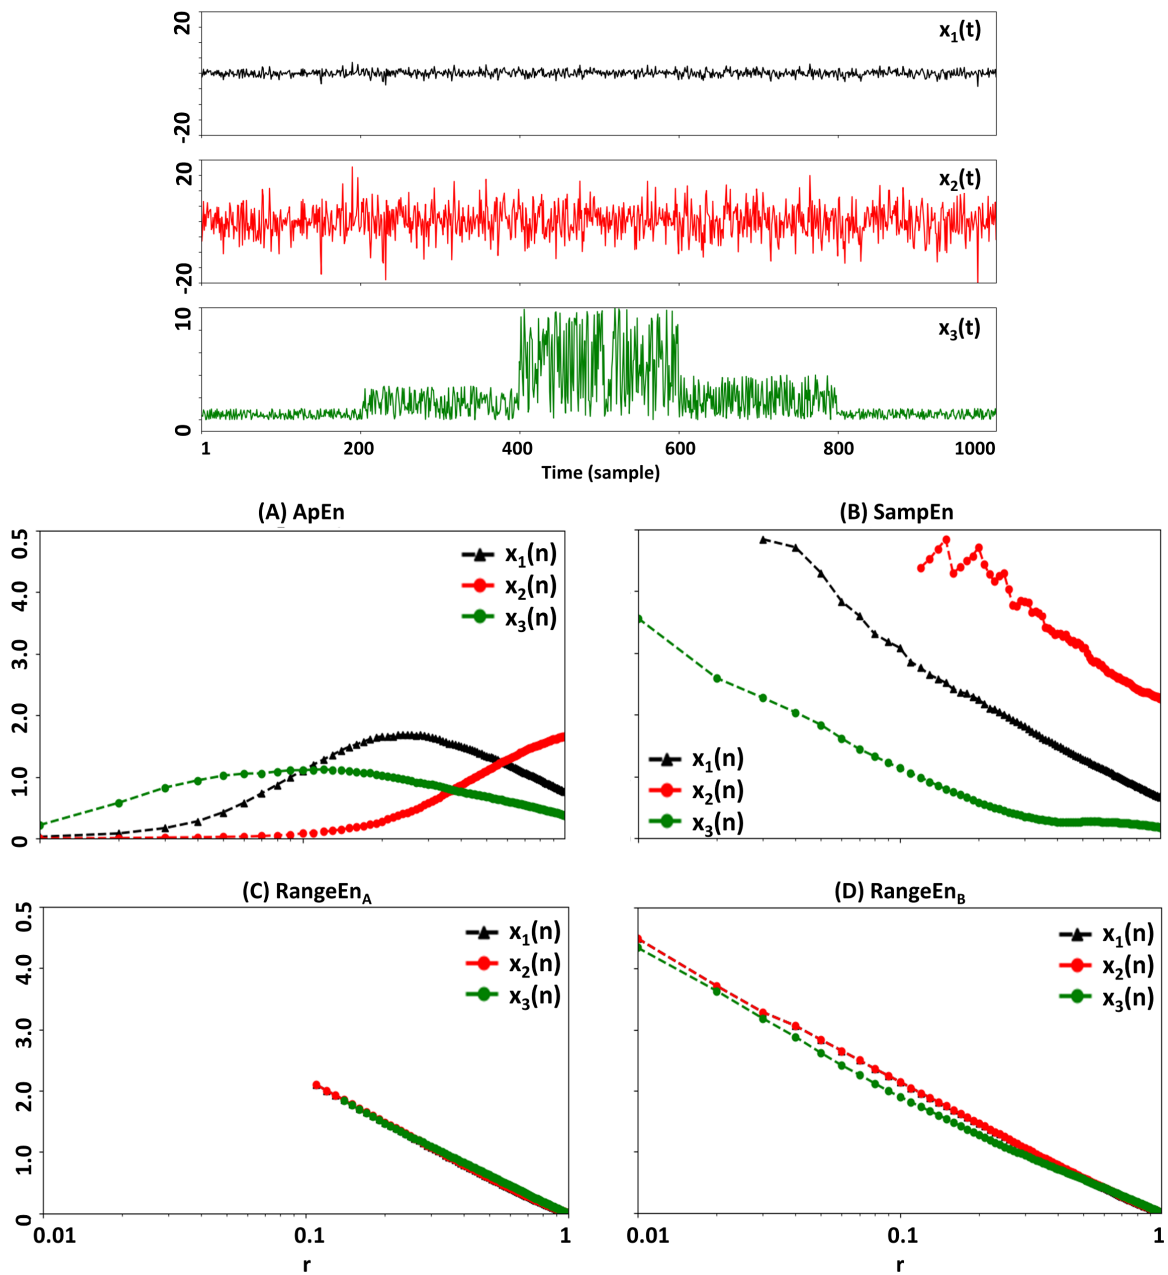 20
-20
x1(t)
20
-20
x2(t)
10
0
x3(t)
1 200 400 600 800 1000
Time (sample)
(A) ApEn
0.5
4.0
3.0
2.0
1.0
0
x1(n)
x2(n)
x3(n)
(B) SampEn
x1(n)
x2(n)
x3(n)
(C) RangeEnA
0.5
4.0
3.0
2.0
1.0
0
x1(n)
x2(n)
x3(n)
0.01 0.1 1
r
(D) RangeEnB
x1(n)
x2(n)
x3(n)
0.01 0.1 1
r